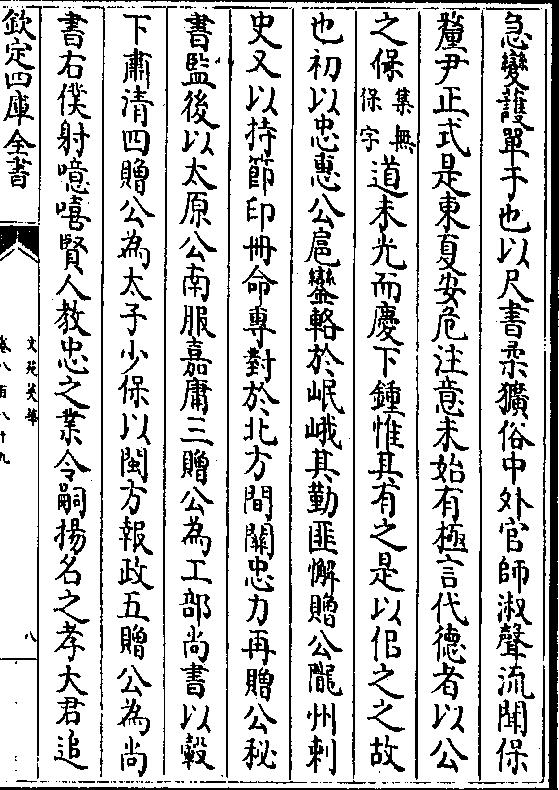 急變護單于也以尺書柔獷俗中外官師淑聲流聞保
釐尹正式是東夏安危注意未始有極言代德者以公
之保集無保字道未光而慶下鍾惟其有之是以佀之之故
也初以忠惠公扈鑾輅於岷峨其勤匪懈贈公隴州刺
史又以持節印冊命專對於北方間關忠力再贈公秘
書監後以太原公南服嘉庸三贈公為工部尚書以轂
下肅清四贈公為太子少保以閩方報政五贈公為尚
書右僕射噫嘻賢人教忠之業令嗣揚名之孝大君追
欽定四庫全書
文苑英華
卷八百八十九
八